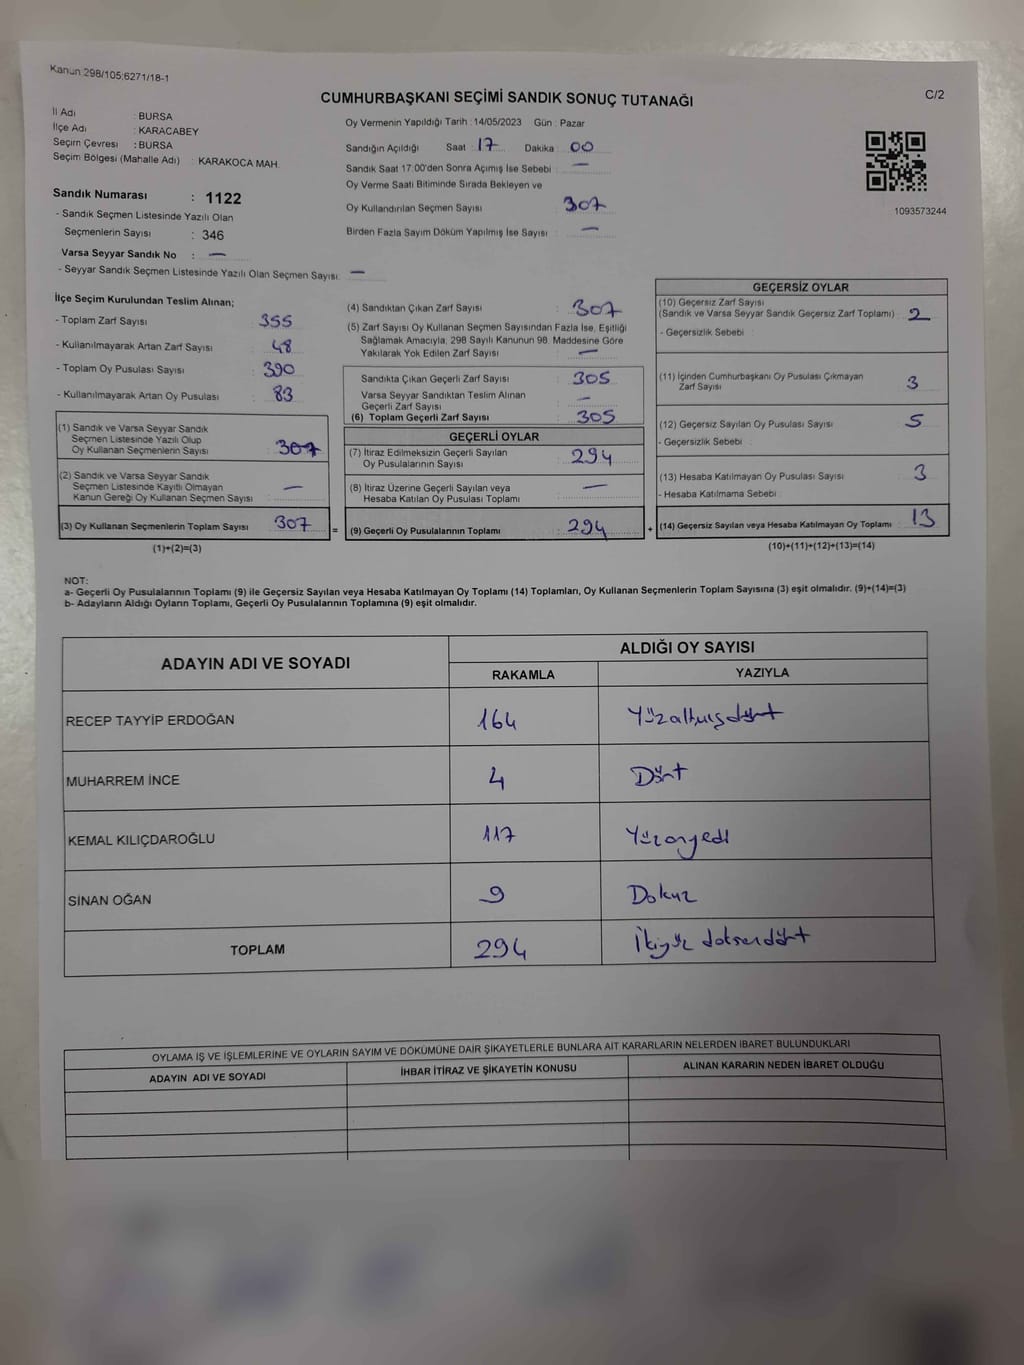 Kanun 298/105;6271/18-1
CUMHURBAŞKANI SEÇİMİ SANDIK SONUÇ TUTANAĞI
C/2
İl Adı : BURSA
İlçe Adı : KARACABEY
Seçim Çevresi : BURSA
Seçim Bölgesi (Mahalle Adı) : KARAKOCA MAH.
Sandık Numarası : 1122
- Sandık Seçmen Listesinde Yazılı Olan
Seçmenlerin Sayısı : 346
Varsa Seyyar Sandık No : —
- Seyyar Sandık Seçmen Listesinde Yazılı Olan Seçmen Sayısı: —
Oy Vermenin Yapıldığı Tarih : 14/05/2023 Gün : Pazar
Sandığın Açıldığı Saat : 17 Dakika : 00
Sandık Saat 17:00'den Sonra Açımış İse Sebebi : —
Oy Verme Saati Bitiminde Sırada Bekleyen ve
Oy Kullandırılan Seçmen Sayısı : 307
Birden Fazla Sayım Döküm Yapılmış İse Sayısı : —
1093573244
İlçe Seçim Kurulundan Teslim Alınan;
- Toplam Zarf Sayısı : 355
- Kullanılmayarak Artan Zarf Sayısı : 48
- Toplam Oy Pusulası Sayısı : 390
- Kullanılmayarak Artan Oy Pusulası : 83
(1) Sandık ve Varsa Seyyar Sandık
Seçmen Listesinde Yazılı Olup
Oy Kullanan Seçmenlerin Sayısı : 307
(2) Sandık ve Varsa Seyyar Sandık
Seçmen Listesinde Kayıtlı Olmayan
Kanun Gereği Oy Kullanan Seçmen Sayısı : —
(3) Oy Kullanan Seçmenlerin Toplam Sayısı : 307
(1)+(2)=(3)
(4) Sandıktan Çıkan Zarf Sayısı : 307
(5) Zarf Sayısı Oy Kullanan Seçmen Sayısından Fazla İse, Eşitliği
Sağlamak Amacıyla, 298 Sayılı Kanunun 98. Maddesine Göre
Yakılarak Yok Edilen Zarf Sayısı : —
Sandıkta Çıkan Geçerli Zarf Sayısı : 305
Varsa Seyyar Sandıktan Teslim Alınan
Geçerli Zarf Sayısı : —
(6) Toplam Geçerli Zarf Sayısı : 305
GEÇERLİ OYLAR
(7) İtiraz Edilmeksizin Geçerli Sayılan
Oy Pusulalarının Sayısı : 294
(8) İtiraz Üzerine Geçerli Sayılan veya
Hesaba Katılan Oy Pusulası Toplamı : —
= (9) Geçerli Oy Pusulalarının Toplamı : 294
GEÇERSİZ OYLAR
(10) Geçersiz Zarf Sayısı
(Sandık ve Varsa Seyyar Sandık Geçersiz Zarf Toplamı) : 2
- Geçersizlik Sebebi :
(11) İçinden Cumhurbaşkanı Oy Pusulası Çıkmayan
Zarf Sayısı : 3
(12) Geçersiz Sayılan Oy Pusulası Sayısı : 5
- Geçersizlik Sebebi :
(13) Hesaba Katılmayan Oy Pusulası Sayısı : 3
- Hesaba Katılmama Sebebi :
+ (14) Geçersiz Sayılan veya Hesaba Katılmayan Oy Toplamı : 13
(10)+(11)+(12)+(13)=(14)
NOT:
a- Geçerli Oy Pusulalarının Toplamı (9) ile Geçersiz Sayılan veya Hesaba Katılmayan Oy Toplamı (14) Toplamları, Oy Kullanan Seçmenlerin Toplam Sayısına (3) eşit olmalıdır. (9)+(14)=(3)
b- Adayların Aldığı Oyların Toplamı, Geçerli Oy Pusulalarının Toplamına (9) eşit olmalıdır.
ADAYIN ADI VE SOYADI
ALDIĞI OY SAYISI
RAKAMLA YAZIYLA
RECEP TAYYİP ERDOĞAN 164 Yüzaltmışdört
MUHARREM İNCE 4 Dört
KEMAL KILIÇDAROĞLU 117 Yüzonyedi
SİNAN OĞAN 9 Dokuz
TOPLAM 294 İkiyüz doksandört
OYLAMA İŞ VE İŞLEMLERİNE VE OYLARIN SAYIM VE DÖKÜMÜNE DAİR ŞİKAYETLERLE BUNLARA AİT KARARLARIN NELERDEN İBARET BULUNDUKLARI
ADAYIN ADI VE SOYADI İHBAR İTİRAZ VE ŞİKAYETİN KONUSU ALINAN KARARIN NEDEN İBARET OLDUĞU